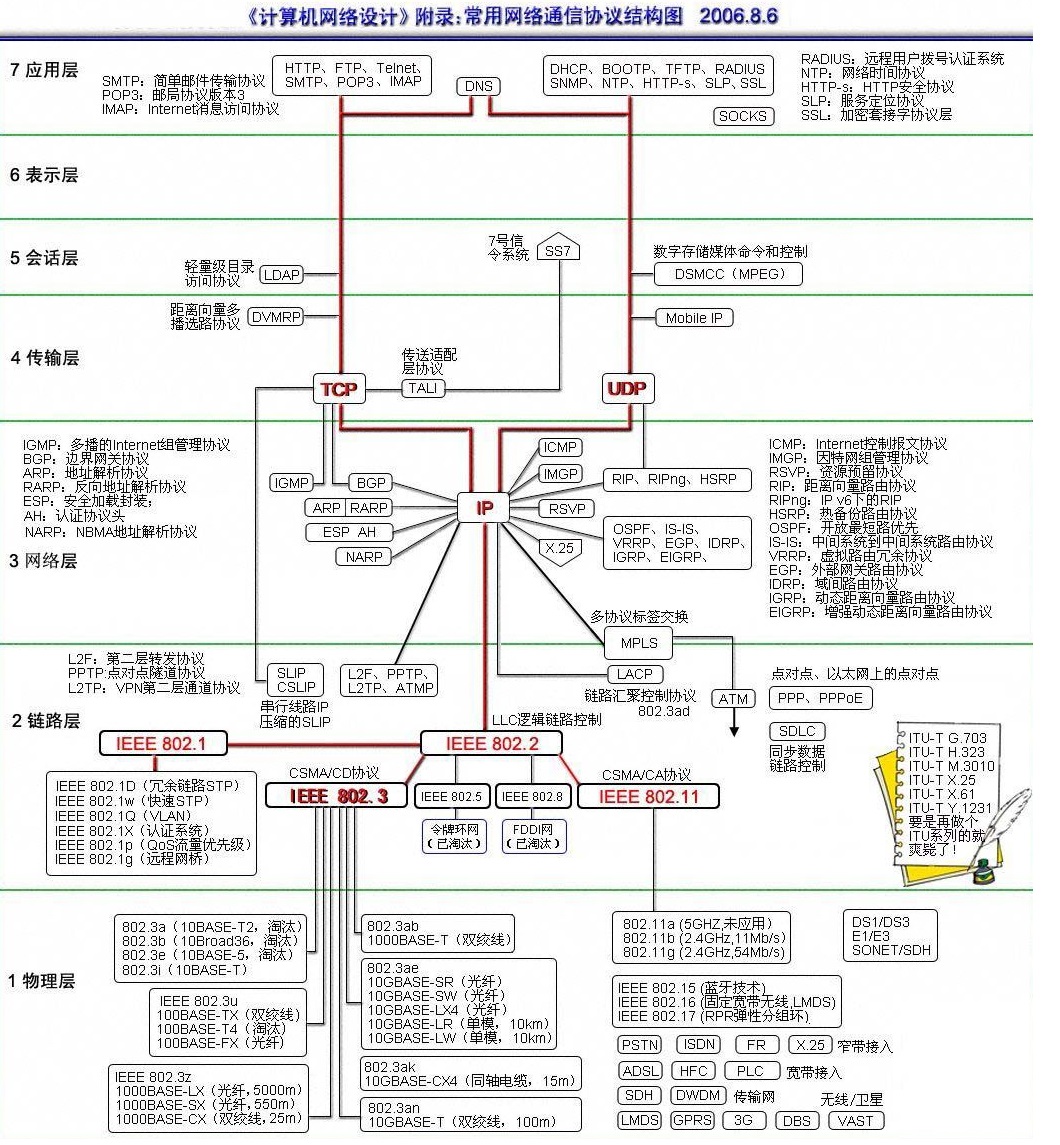 《计算机网络设计》附录:常用网络通信协议结构图 2006.8.6
7 应用层
SMTP：简单邮件传输协议
POP3：邮局协议版本3
IMAP：Internet消息访问协议
HTTP、FTP、Telnet、
SMTP、POP3、IMAP
DNS
DHCP、BOOTP、TFTP、RADIUS
SNMP、NTP、HTTP-s、SLP、SSL
SOCKS
RADIUS：远程用户拨号认证系统
NTP：网络时间协议
HTTP-s：HTTP安全协议
SLP：服务定位协议
SSL：加密套接字协议层
6 表示层
5 会话层
轻量级目录
访问协议
LDAP
7号信
令系统
SS7
数字存储媒体命令和控制
DSMCC（MPEG）
距离向量多
播选路协议
DVMRP
Mobile IP
4 传输层
传送适配
层协议
TCP
TALI
UDP
IGMP：多播的Internet组管理协议
BGP：边界网关协议
ARP：地址解析协议
RARP：反向地址解析协议
ESP：安全加载封装；
AH：认证协议头
NARP：NBMA地址解析协议
3 网络层
IGMP
BGP
ARP
RARP
ESP AH
NARP
IP
ICMP
IMGP
RSVP
X.25
RIP、RIPng、HSRP
OSPF、IS-IS、
VRRP、EGP、IDRP、
IGRP、EIGRP、
ICMP：Internet控制报文协议
IMGP：因特网组管理协议
RSVP：资源预留协议
RIP：距离向量路由协议
RIPng：IP v6下的RIP
HSRP：热备份路由协议
OSPF：开放最短路优先
IS-IS：中间系统到中间系统路由协议
VRRP：虚拟路由冗余协议
EGP：外部网关路由协议
IDRP：域间路由协议
IGRP：动态距离向量路由协议
EIGRP：增强动态距离向量路由协议
多协议标签交换
MPLS
L2F：第二层转发协议
PPTP:点对点隧道协议
L2TP：VPN第二层通道协议
SLIP
CSLIP
串行线路IP
压缩的SLIP
L2F、PPTP、
L2TP、ATMP
LACP
链路汇聚控制协议
802.3ad
ATM
点对点、以太网上的点对点
PPP、PPPoE
SDLC
同步数据
链路控制
2 链路层
LLC逻辑链路控制
IEEE 802.1
IEEE 802.2
CSMA/CD协议
IEEE 802.3
IEEE 802.5
IEEE 802.8
CSMA/CA协议
IEEE 802.11
令牌环网
（已淘汰）
FDDI网
（已淘汰）
IEEE 802.1D（冗余链路STP）
IEEE 802.1w（快速STP）
IEEE 802.1Q（VLAN）
IEEE 802.1X（认证系统）
IEEE 802.1p（QoS流量优先级）
IEEE 802.1g（远程网桥）
ITU-T G.703
ITU-T H.323
ITU-T M.3010
ITU-T X.25
ITU-T X.61
ITU-T Y.1231
要是再做个
ITU系列的就
爽毙了！
1 物理层
802.3a（10BASE-T2，淘汰）
802.3b（10Broad36，淘汰）
802.3e（10BASE-5，淘汰）
802.3i（10BASE-T）
IEEE 802.3u
100BASE-TX（双绞线）
100BASE-T4（淘汰）
100BASE-FX（光纤）
IEEE 802.3z
1000BASE-LX（光纤,5000m）
1000BASE-SX（光纤,550m）
1000BASE-CX（双绞线,25m）
802.3ab
1000BASE-T（双绞线）
802.3ae
10GBASE-SR（光纤）
10GBASE-SW（光纤）
10GBASE-LX4（光纤）
10GBASE-LR（单模，10km）
10GBASE-LW（单模，10km）
802.3ak
10GBASE-CX4（同轴电缆，15m）
802.3an
10GBASE-T（双绞线，100m）
802.11a (5GHZ,未应用)
802.11b (2.4GHz,11Mb/s)
802.11g (2.4GHz,54Mb/s)
DS1/DS3
E1/E3
SONET/SDH
IEEE 802.15 (蓝牙技术)
IEEE 802.16 (固定宽带无线,LMDS)
IEEE 802.17 (RPR弹性分组环)
PSTN ISDN FR X.25 窄带接入
ADSL HFC PLC 宽带接入
SDH DWDM 传输网 无线/卫星
LMDS GPRS 3G DBS VAST